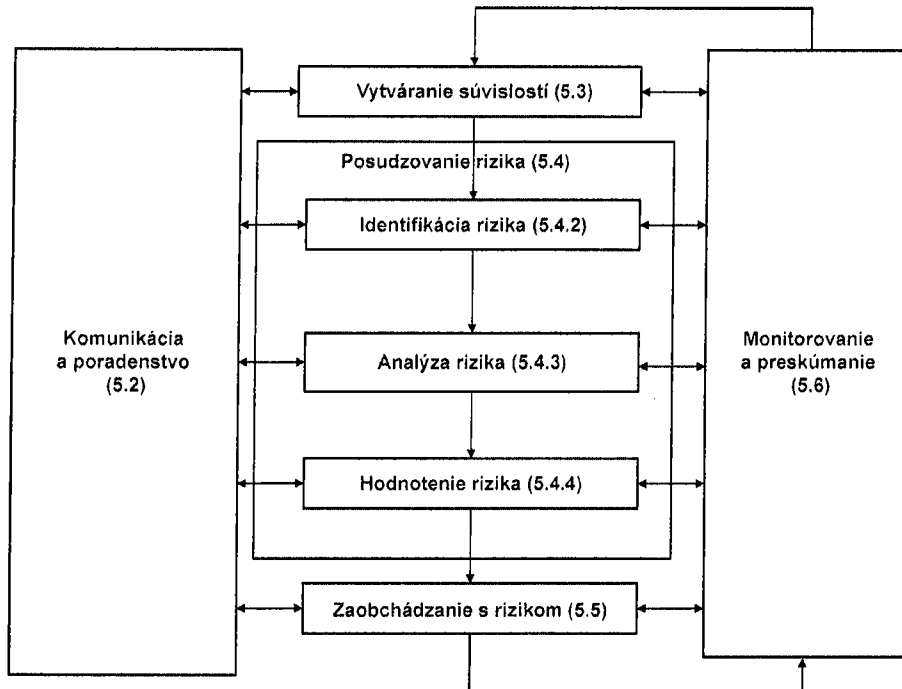 Vytváranie súvislostí (5.3)
Posudzovanie rizika (5.4)
Identifikácia rizika (5.4.2)
Komunikácia
a poradenstvo
(5.2)
Analýza rizika (5.4.3)
Monitorovanie
a preskúmanie
(5.6)
Hodnotenie rizika (5.4.4)
Zaobchádzanie s rizikom (5.5)